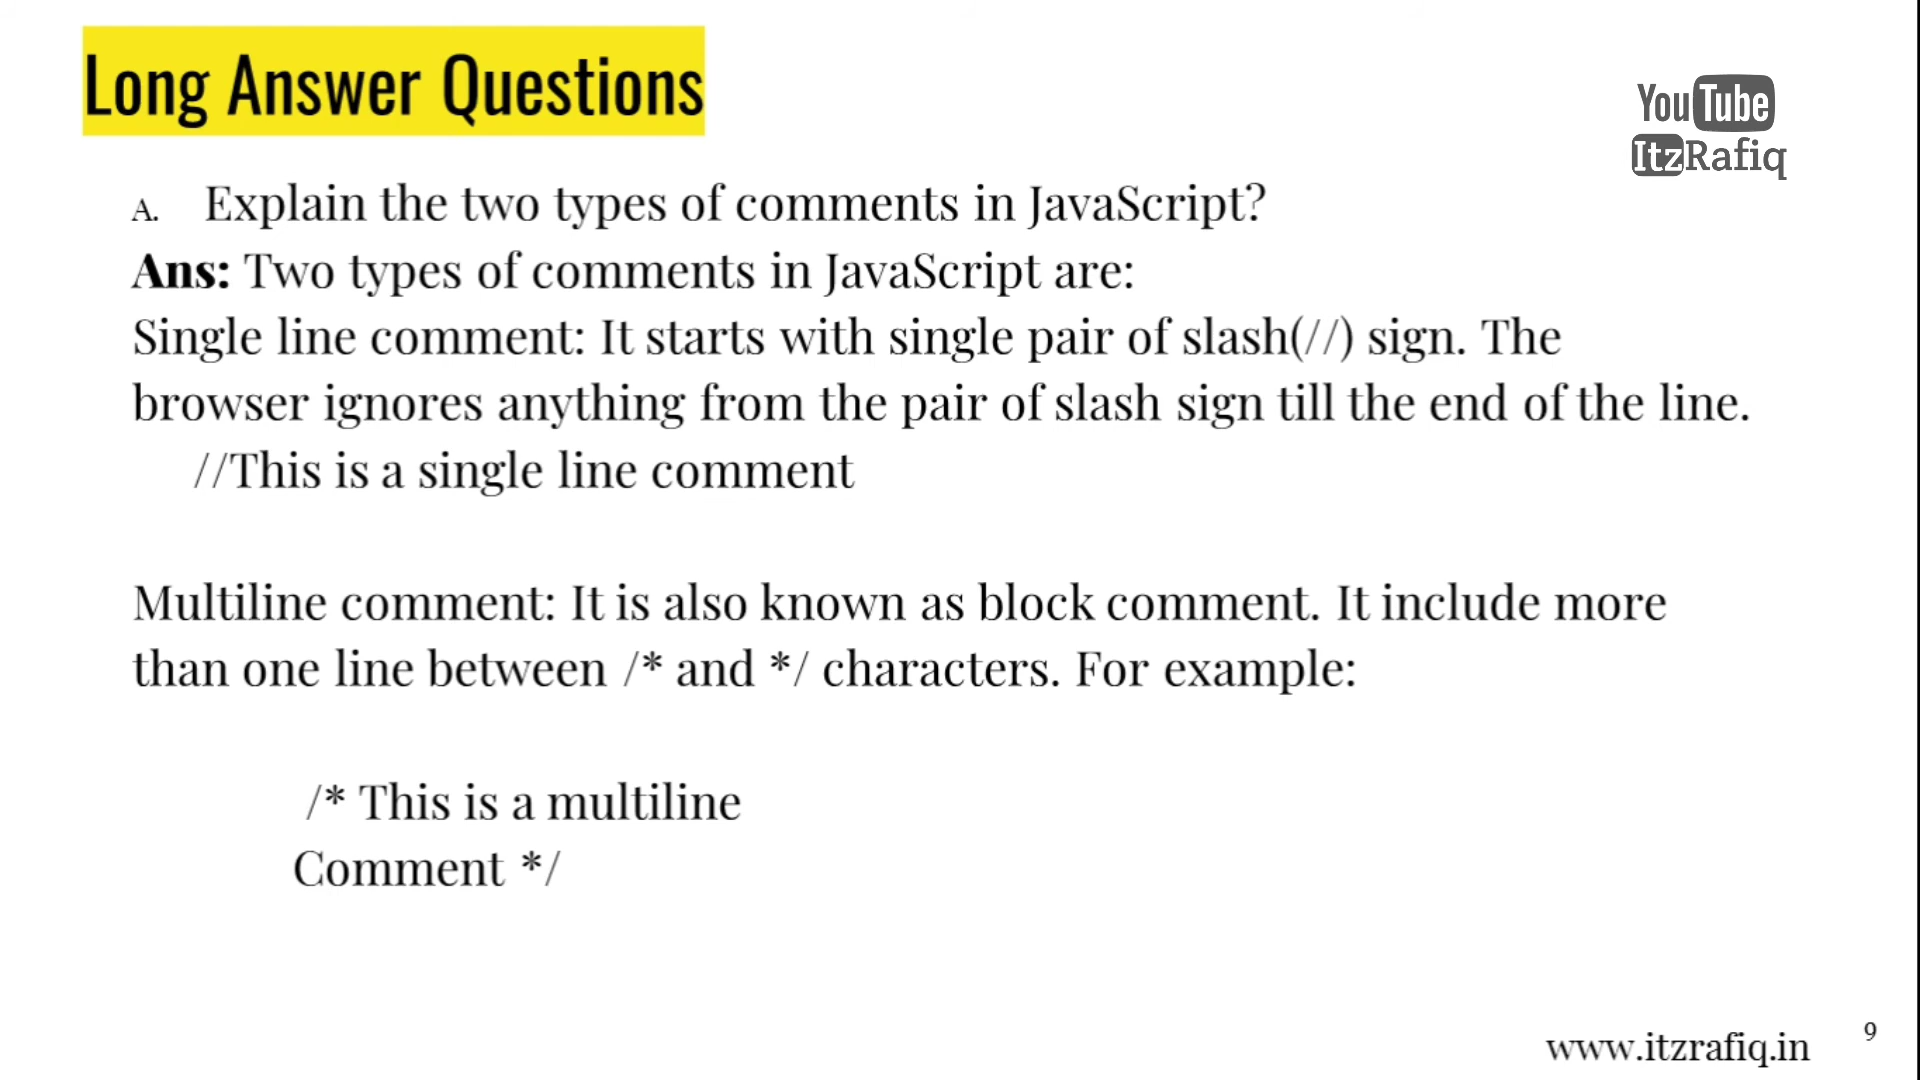 Long Answer Questions
YouTube
ItzRafiq
A. Explain the two types of comments in JavaScript?
Ans: Two types of comments in JavaScript are:
Single line comment: It starts with single pair of slash(//) sign. The
browser ignores anything from the pair of slash sign till the end of the line.
//This is a single line comment
Multiline comment: It is also known as block comment. It include more
than one line between /* and */ characters. For example:
/* This is a multiline
Comment */
www.itzrafiq.in
9